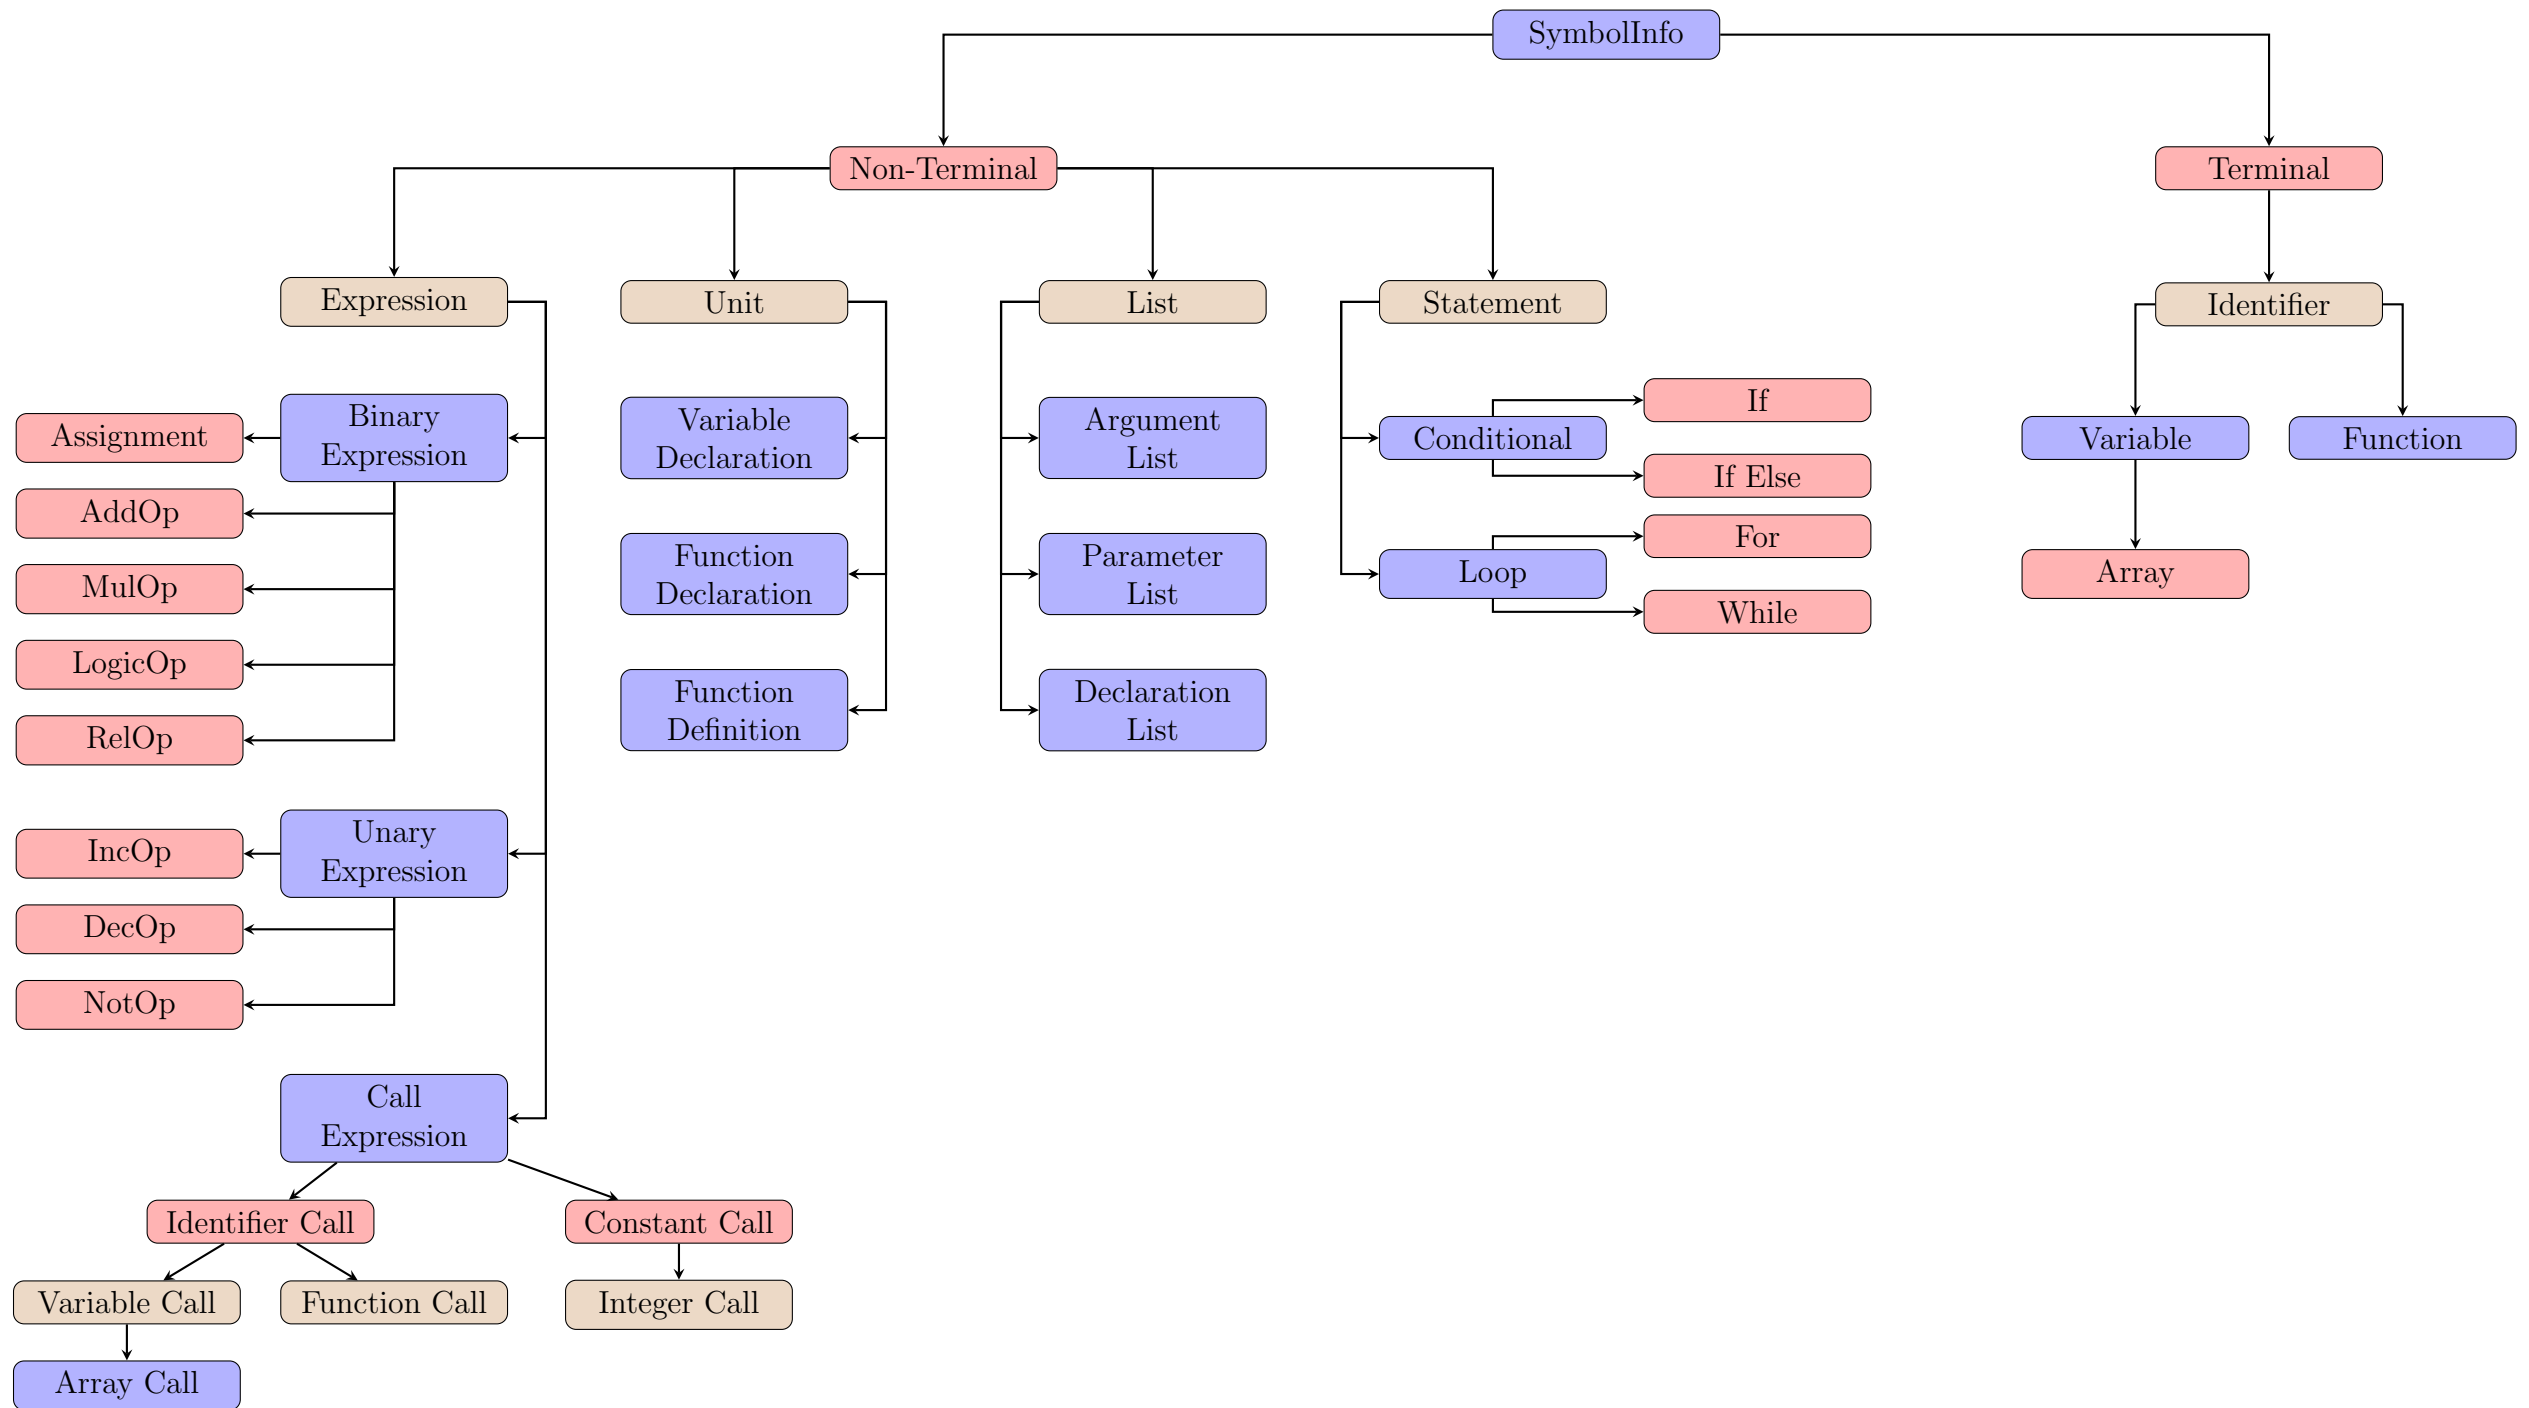 SymbolInfo
Non-Terminal
Terminal
Expression
Unit
List
Statement
Identifier
Assignment
Binary
Expression
Variable
Declaration
Argument
List
Conditional
If
If Else
Variable
Function
AddOp
MulOp
LogicOp
RelOp
Function
Declaration
Parameter
List
Loop
For
While
Array
Function
Definition
Declaration
List
IncOp
Unary
Expression
DecOp
NotOp
Call
Expression
Identifier Call
Constant Call
Variable Call
Function Call
Integer Call
Array Call